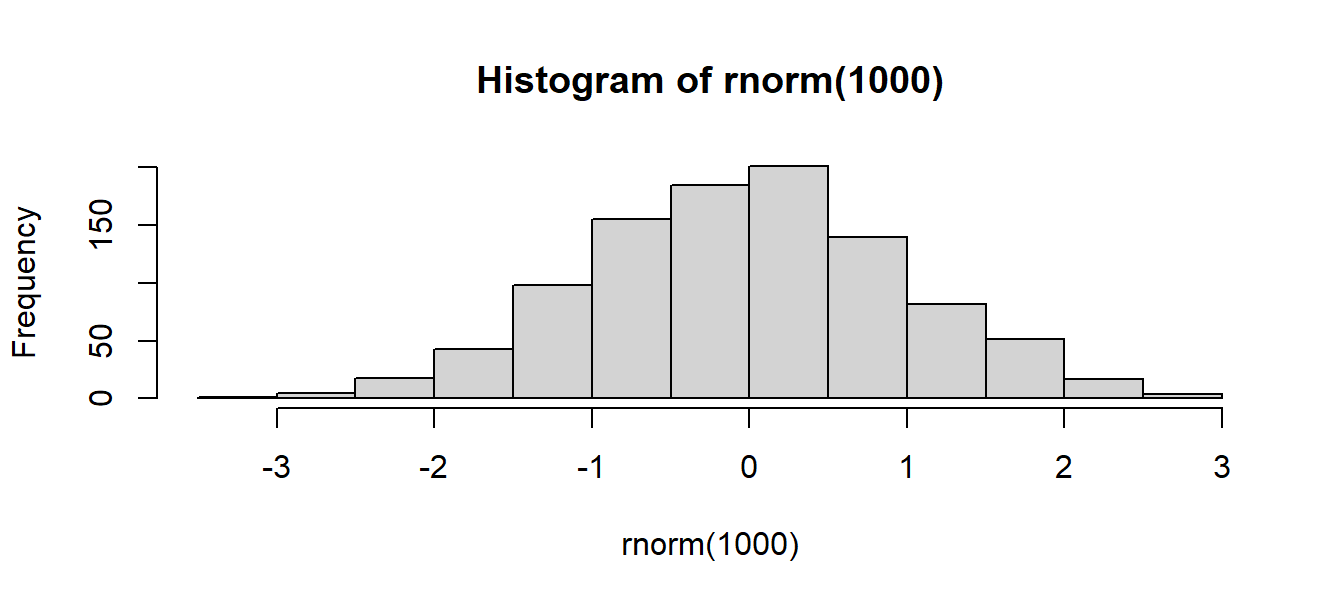 Histogram of rnorm(1000)
Frequency
150
50
0
-3 -2 -1 0 1 2 3
rnorm(1000)